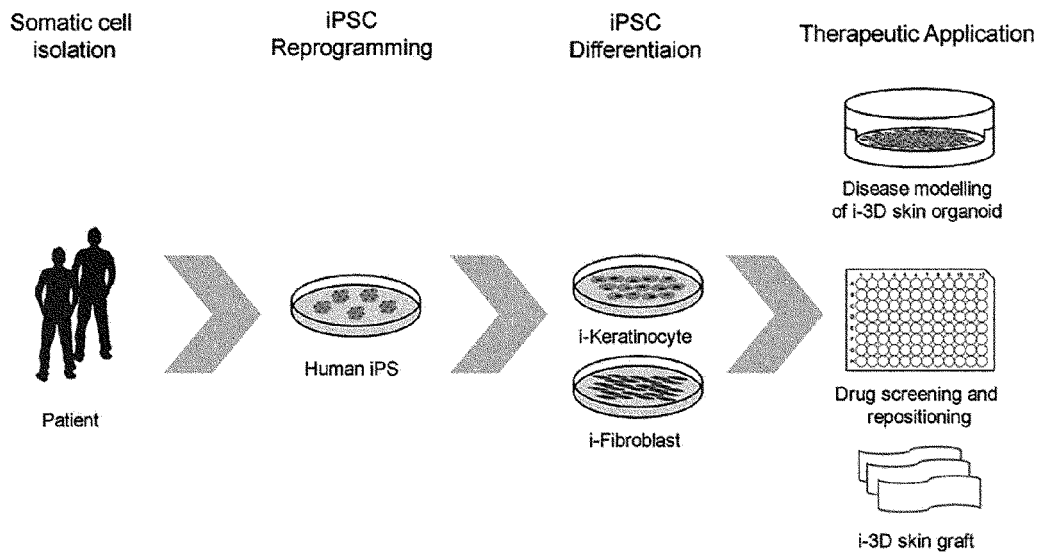 Somatic cell
isolation
iPSC
Reprogramming
iPSC
Differentiaion
Therapeutic Application
Disease modelling
of i-3D skin organoid
Patient
Human iPS
i-Keratinocyte
i-Fibroblast
Drug screening and
repositioning
i-3D skin graft